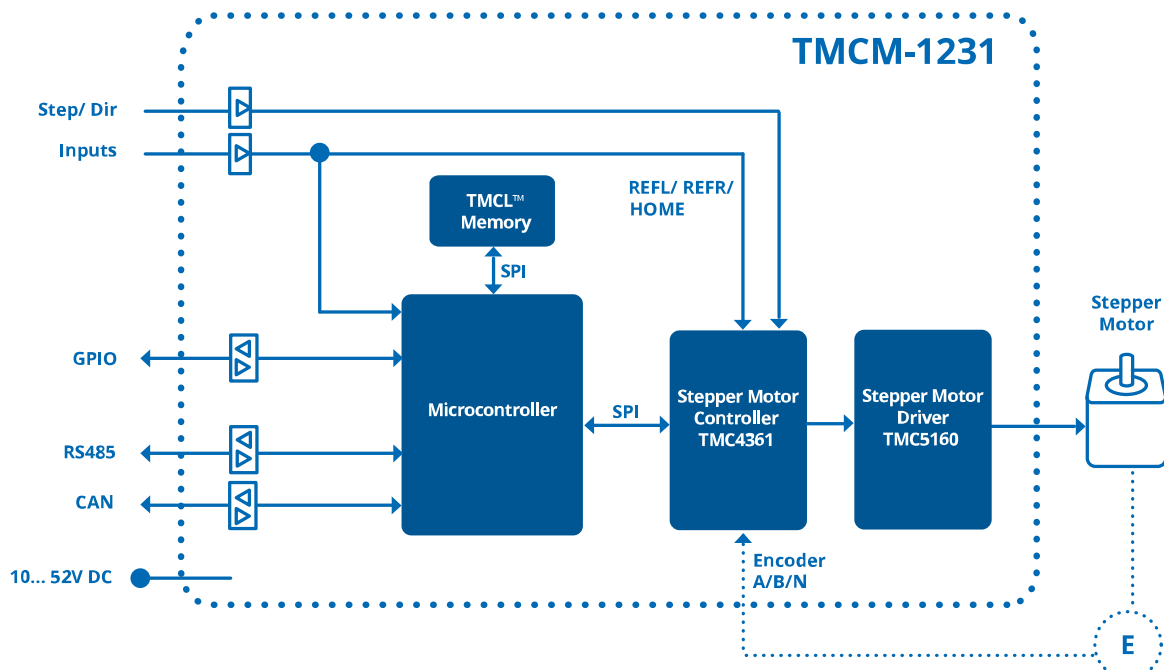 TMCM-1231
Step/ Dir
Inputs
REFL/ REFR/
HOME
TMCL™
Memory
SPI
GPIO
Microcontroller
SPI
Stepper Motor
Controller
TMC4361
Stepper Motor
Driver
TMC5160
Stepper
Motor
RS485
CAN
10... 52V DC
Encoder
A/B/N
E